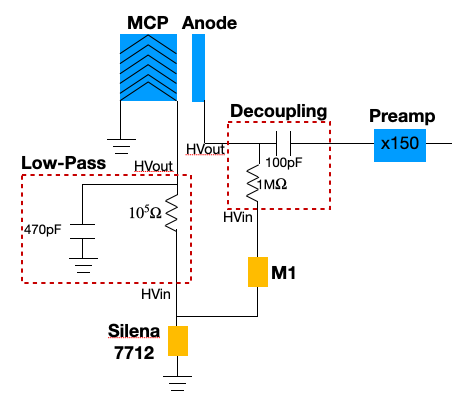 MCP Anode
Decoupling
Preamp
HVout
x150
100pF
Low-Pass
HVout
1MΩ
10⁵Ω
HVin
470pF
M1
HVin
Silena
7712